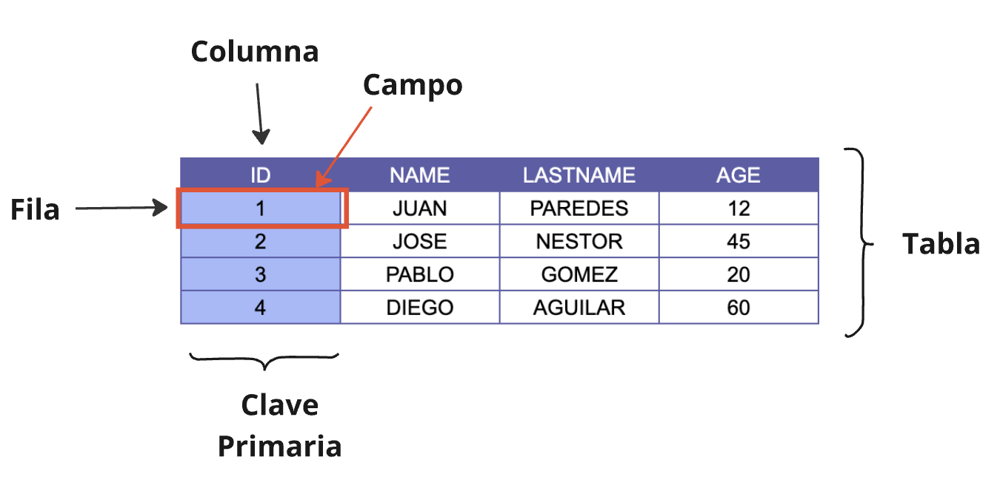 Columna
Campo
ID NAME LASTNAME AGE
Fila
1 JUAN PAREDES 12
2 JOSE NESTOR 45
Tabla
3 PABLO GOMEZ 20
4 DIEGO AGUILAR 60
Clave
Primaria